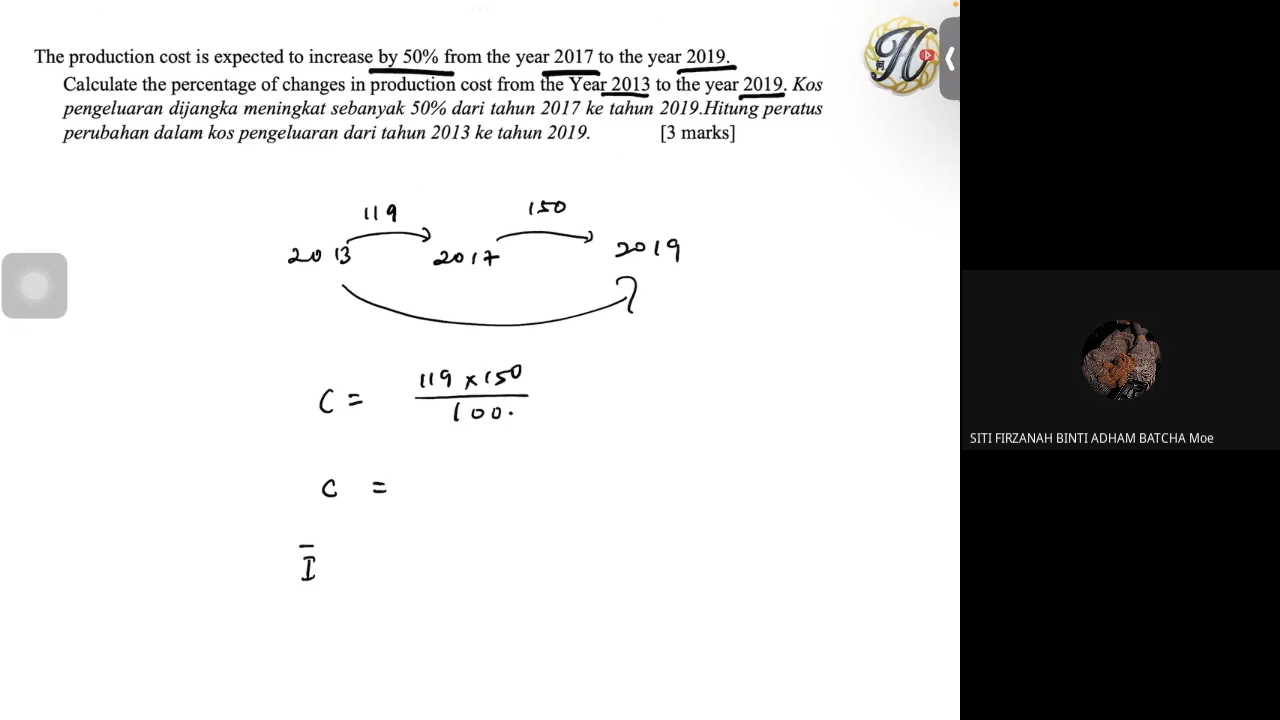 The production cost is expected to increase by 50% from the year 2017 to the year 2019.
Calculate the percentage of changes in production cost from the Year 2013 to the year 2019. Kos
pengeluaran dijangka meningkat sebanyak 50% dari tahun 2017 ke tahun 2019.Hitung peratus
perubahan dalam kos pengeluaran dari tahun 2013 ke tahun 2019. [3 marks]
119 150
2013 2017 2019
?
C = 119 x 150
100.
C =
Ī
SITI FIRZANAH BINTI ADHAM BATCHA Moe